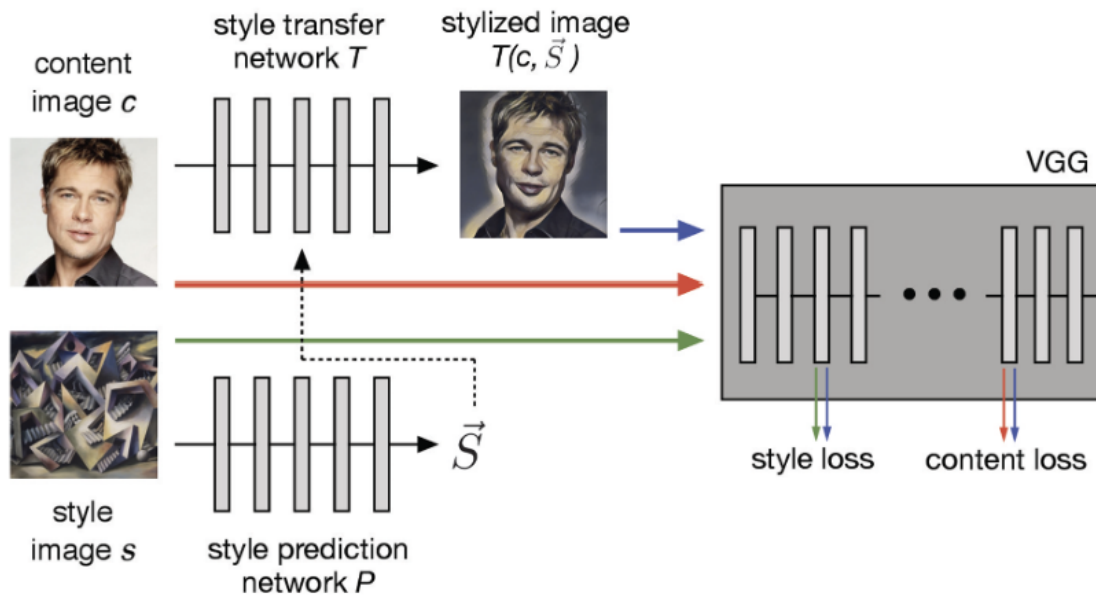 content
image c
style transfer
network T
stylized image
T(c, S⃗ )
VGG
style
image s
style prediction
network P
S⃗
style loss
content loss